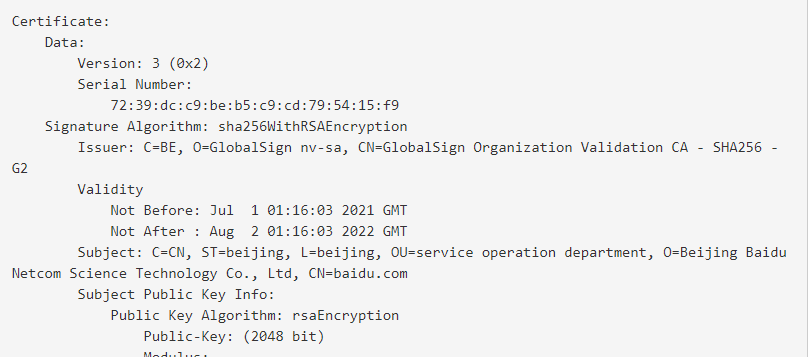 Certificate:
    Data:
        Version: 3 (0x2)
        Serial Number:
            72:39:dc:c9:be:b5:c9:cd:79:54:15:f9
    Signature Algorithm: sha256WithRSAEncryption
        Issuer: C=BE, O=GlobalSign nv-sa, CN=GlobalSign Organization Validation CA - SHA256 -
G2
        Validity
            Not Before: Jul  1 01:16:03 2021 GMT
            Not After : Aug  2 01:16:03 2022 GMT
        Subject: C=CN, ST=beijing, L=beijing, OU=service operation department, O=Beijing Baidu
Netcom Science Technology Co., Ltd, CN=baidu.com
        Subject Public Key Info:
            Public Key Algorithm: rsaEncryption
                Public-Key: (2048 bit)
                Modulus: